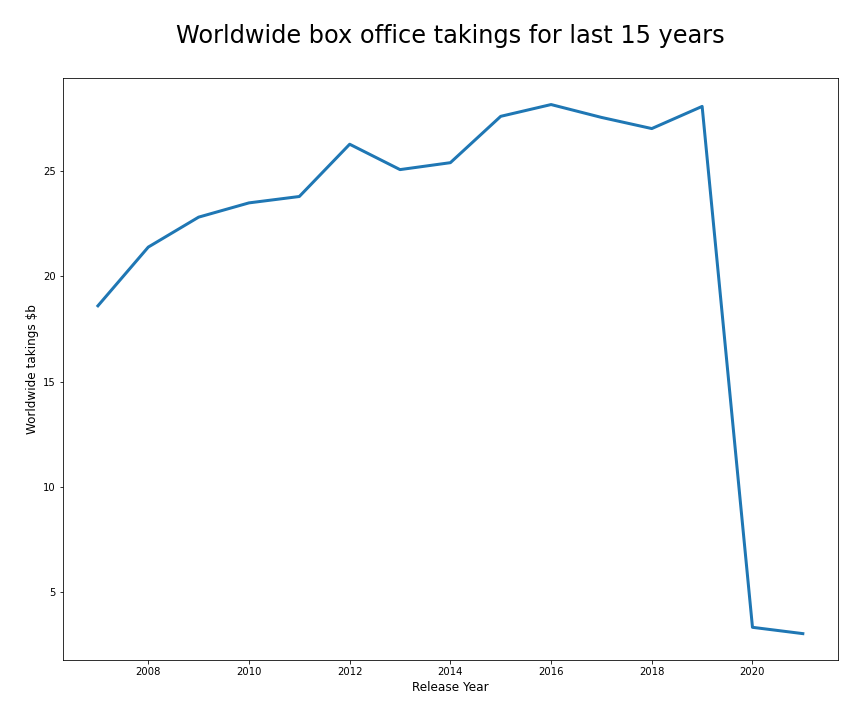 Worldwide box office takings for last 15 years
25
20
15
10
5
Worldwide takings $b
2008 2010 2012 2014 2016 2018 2020
Release Year